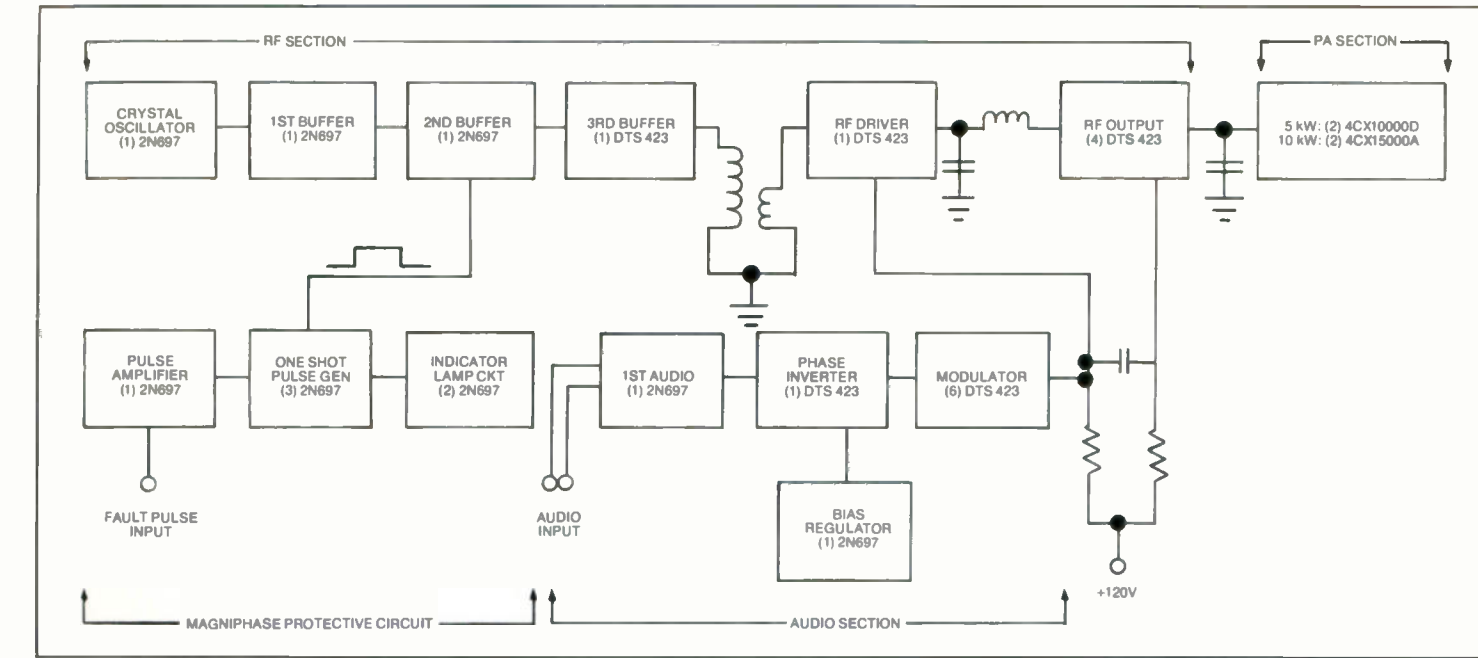 RF SECTION
PA SECTION
CRYSTAL
OSCILLATOR
(1) 2N697
1ST BUFFER
(1) 2N697
2ND BUFFER
(1) 2N697
3RD BUFFER
(1) DTS 423
RF DRIVER
(1) DTS 423
RF OUTPUT
(4) DTS 423
5 kW: (2) 4CX10000D
10 kW: (2) 4CX15000A
PULSE
AMPLIFIER
(1) 2N697
ONE SHOT
PULSE GEN
(3) 2N697
INDICATOR
LAMP CKT
(2) 2N697
1ST AUDIO
(1) 2N697
PHASE
INVERTER
(1) DTS 423
MODULATOR
(6) DTS 423
FAULT PULSE
INPUT
AUDIO
INPUT
BIAS
REGULATOR
(1) 2N697
+120V
MAGNIPHASE PROTECTIVE CIRCUIT
AUDIO SECTION